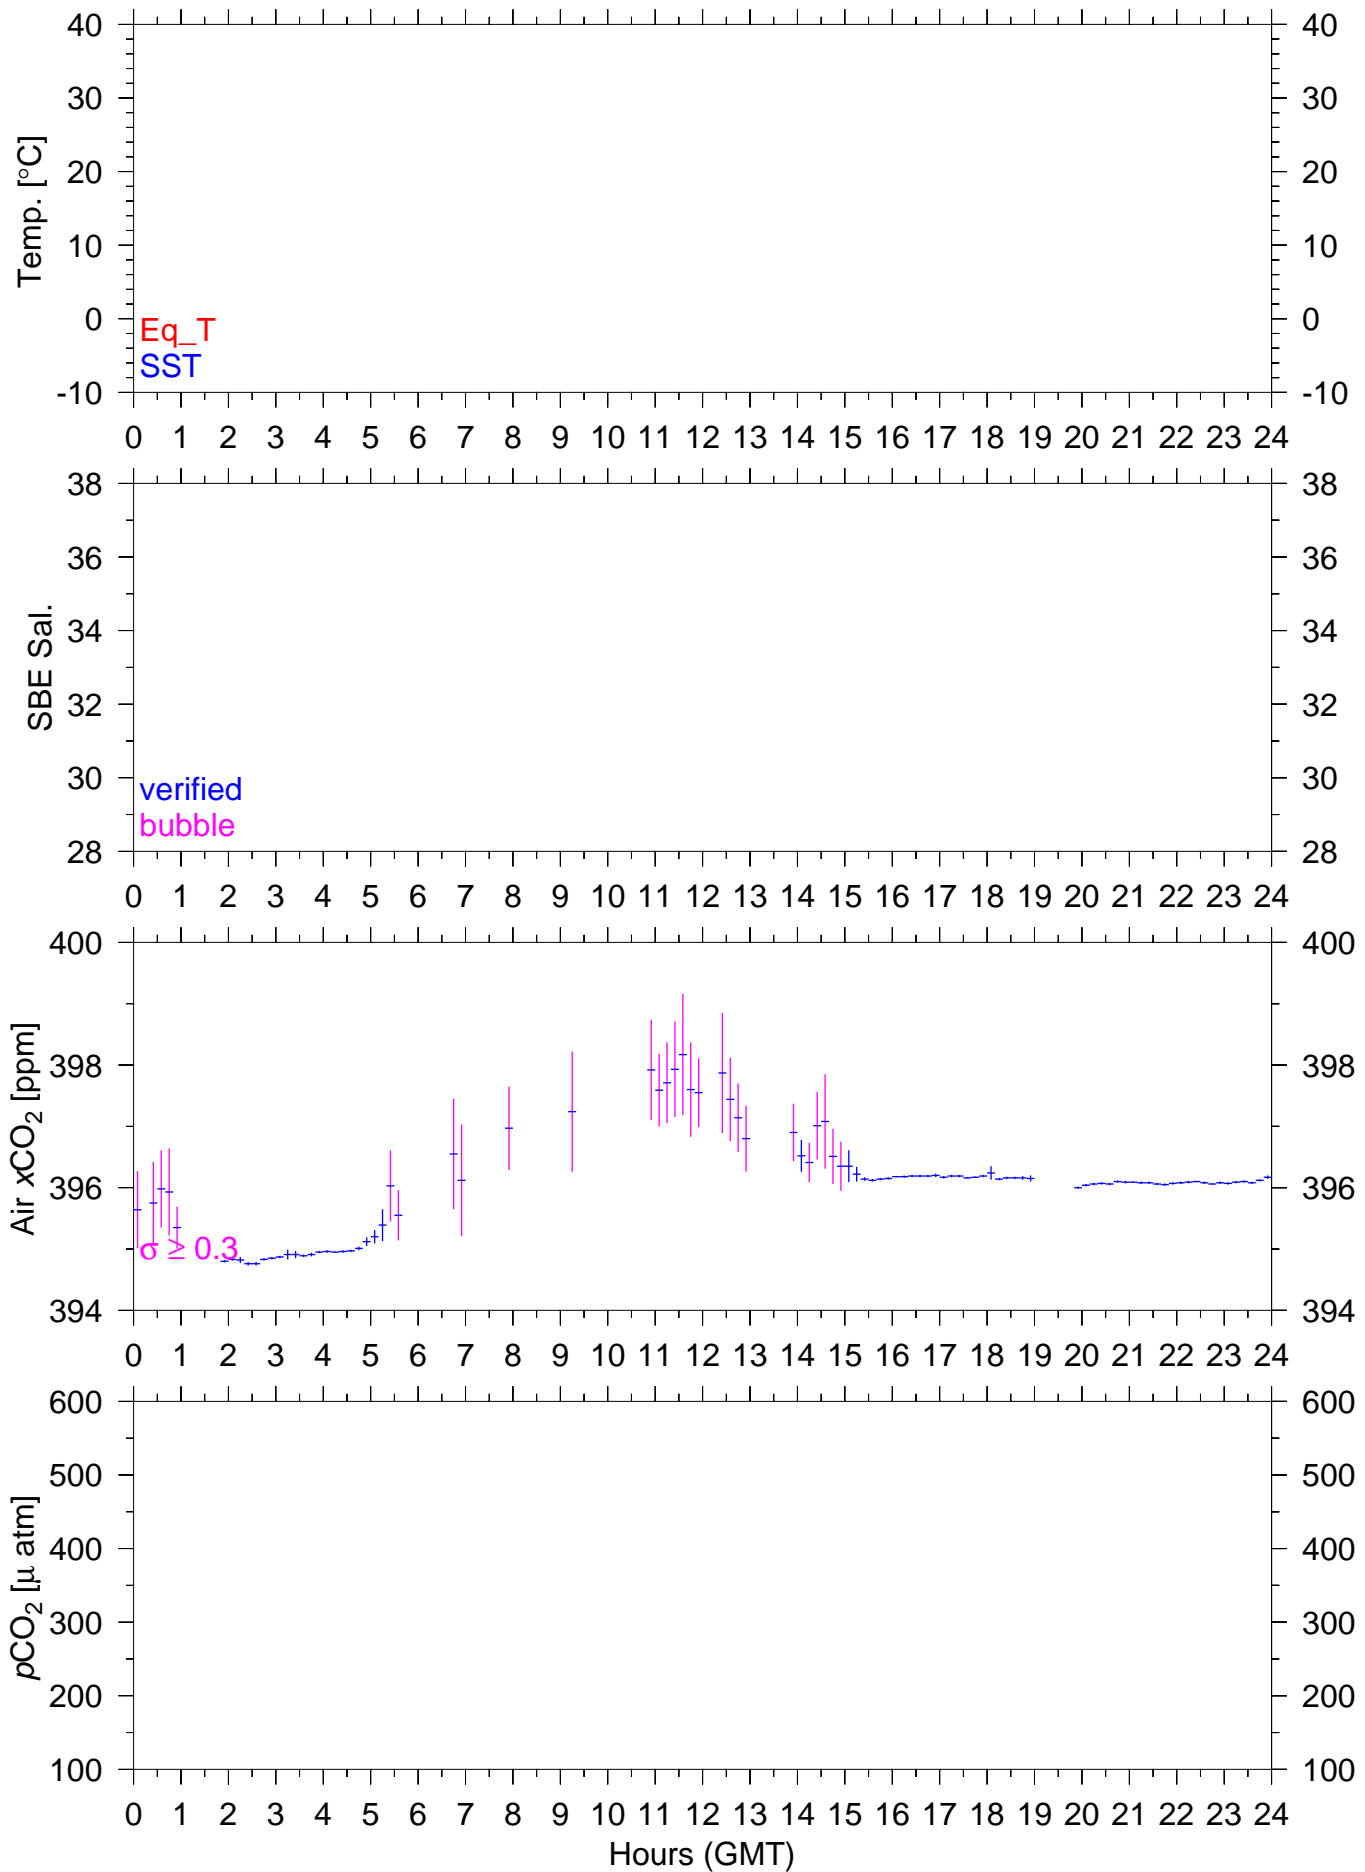 40 40
30 30
20 20
10 10
0 0
-10 -10
Temp. [°C]
Eq_T
SST
0 1 2 3 4 5 6 7 8 9 10 11 12 13 14 15 16 17 18 19 20 21 22 23 24
38 38
36 36
34 34
32 32
30 30
28 28
SBE Sal.
verified
bubble
0 1 2 3 4 5 6 7 8 9 10 11 12 13 14 15 16 17 18 19 20 21 22 23 24
400 400
398 398
396 396
394 394
Air xCO₂ [ppm]
σ ≥ 0.3
0 1 2 3 4 5 6 7 8 9 10 11 12 13 14 15 16 17 18 19 20 21 22 23 24
600 600
500 500
400 400
300 300
200 200
100 100
pCO₂ [μ atm]
0 1 2 3 4 5 6 7 8 9 10 11 12 13 14 15 16 17 18 19 20 21 22 23 24
Hours (GMT)